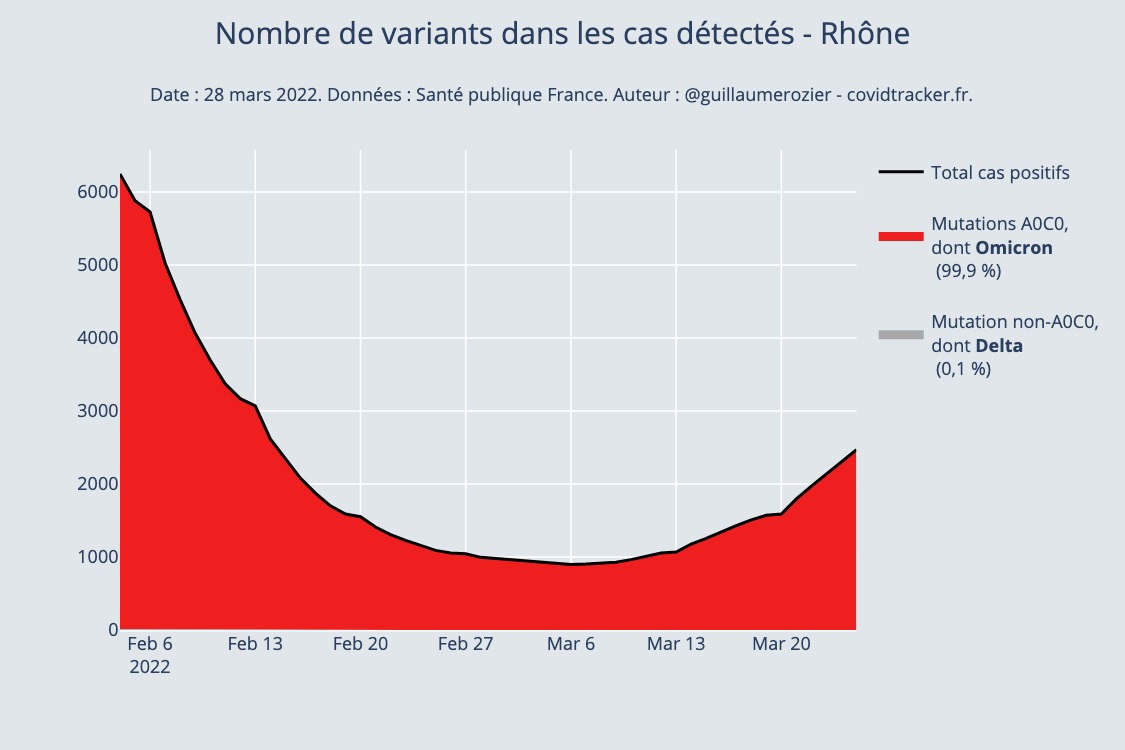 Nombre de variants dans les cas détectés - Rhône
Date : 28 mars 2022. Données : Santé publique France. Auteur : @guillaumerozier - covidtracker.fr.
Total cas positifs
Mutations A0C0,
dont Omicron
(99,9 %)
Mutation non-A0C0,
dont Delta
(0,1 %)
6000
5000
4000
3000
2000
1000
0
Feb 6 Feb 13 Feb 20 Feb 27 Mar 6 Mar 13 Mar 20
2022